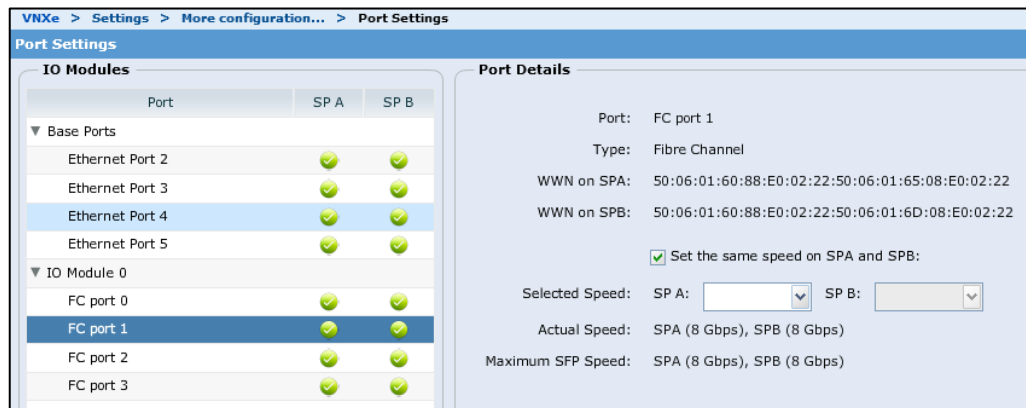 VNXe > Settings > More configuration... > Port Settings
Port Settings
IO Modules
Port SP A SP B
Base Ports
Ethernet Port 2
Ethernet Port 3
Ethernet Port 4
Ethernet Port 5
IO Module 0
FC port 0
FC port 1
FC port 2
FC port 3
Port Details
Port: FC port 1
Type: Fibre Channel
WWN on SPA: 50:06:01:60:88:E0:02:22:50:06:01:65:08:E0:02:22
WWN on SPB: 50:06:01:60:88:E0:02:22:50:06:01:6D:08:E0:02:22
Set the same speed on SPA and SPB:
Selected Speed: SP A: SP B:
Actual Speed: SPA (8 Gbps), SPB (8 Gbps)
Maximum SFP Speed: SPA (8 Gbps), SPB (8 Gbps)